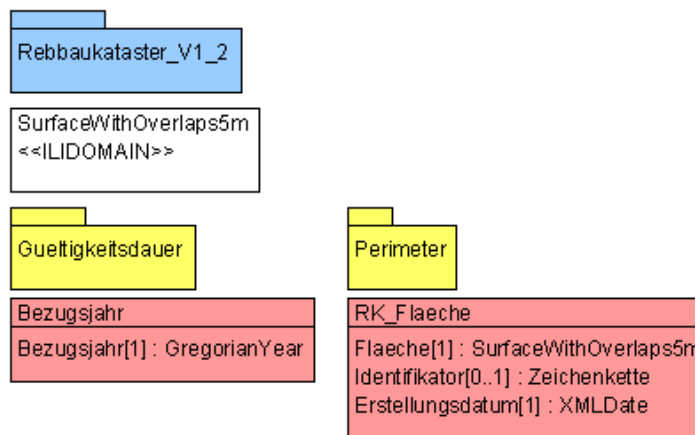 Rebbaukataster_V1_2
SurfaceWithOverlaps5m
<<ILIDOMAIN>>
Gueltigkeitsdauer
Perimeter
Bezugsjahr
Bezugsjahr[1] : GregorianYear
RK_Flaeche
Flaeche[1] : SurfaceWithOverlaps5m
Identifikator[0..1] : Zeichenkette
Erstellungsdatum[1] : XMLDate